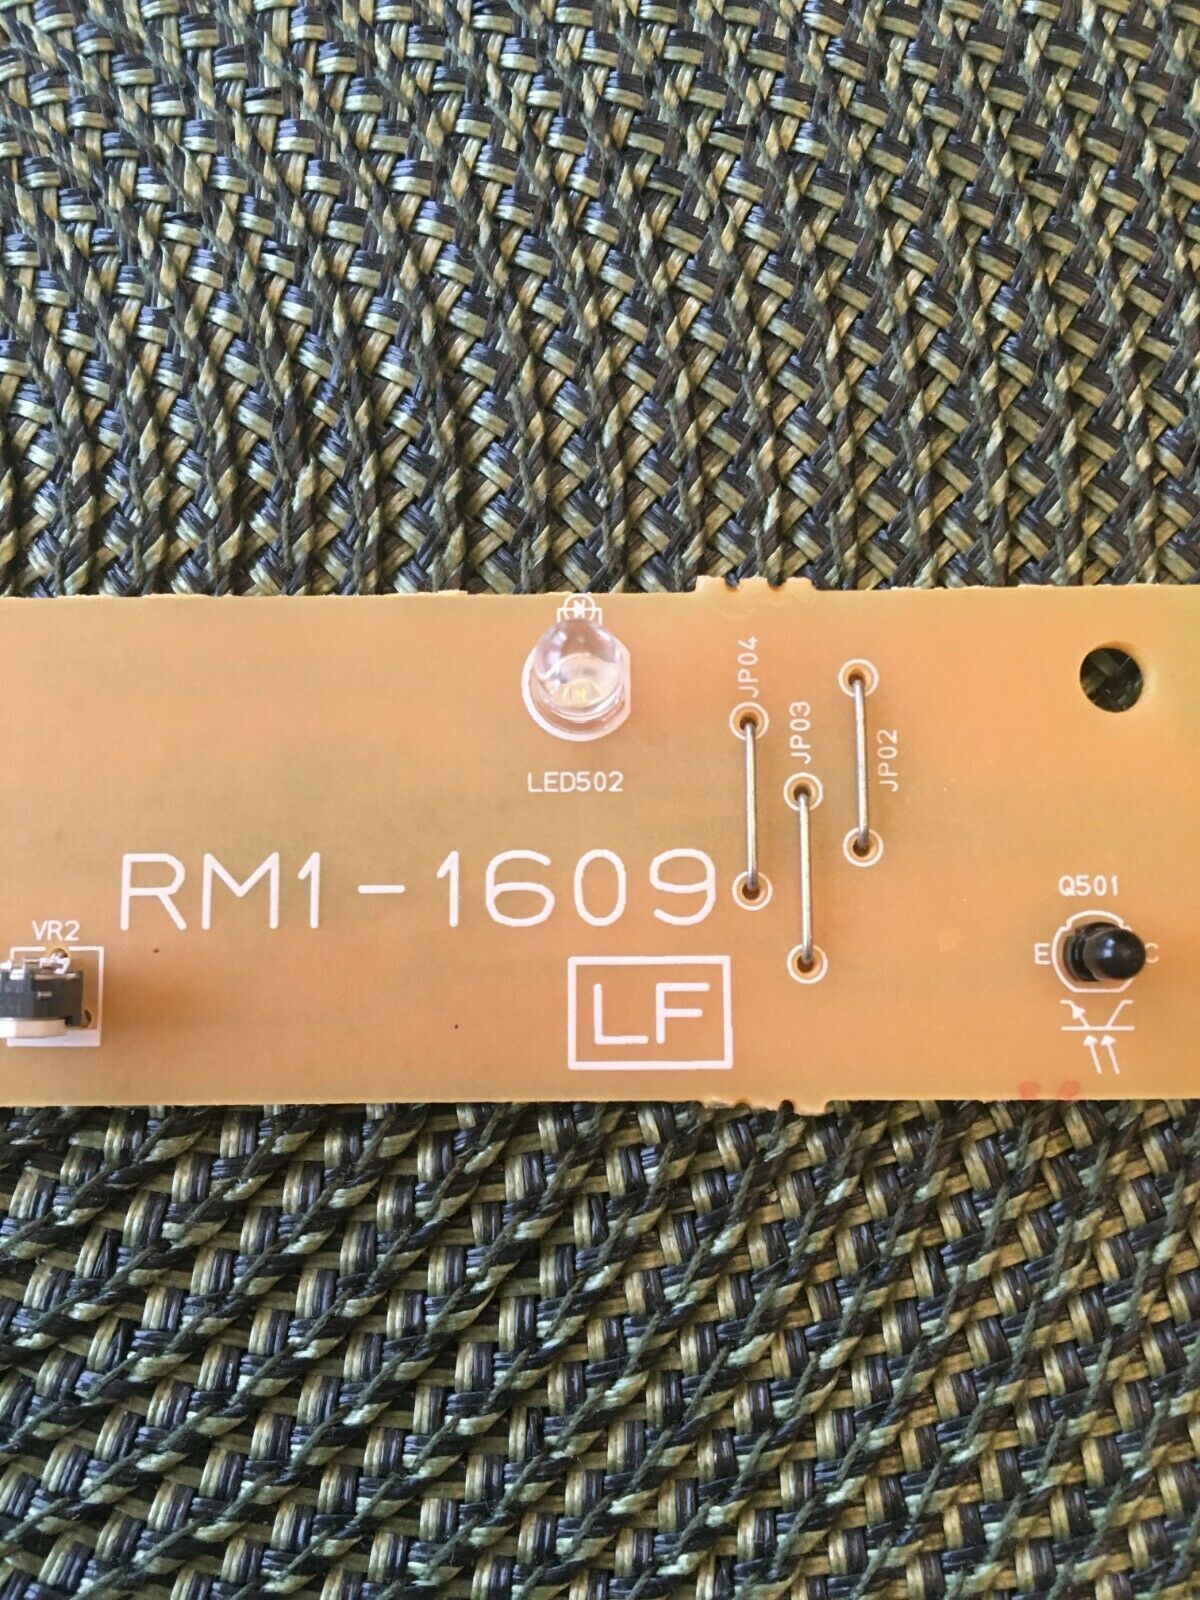 JP04
JP03
JP02
LED502
RM1-1609
Q501
VR2
E
C
LF